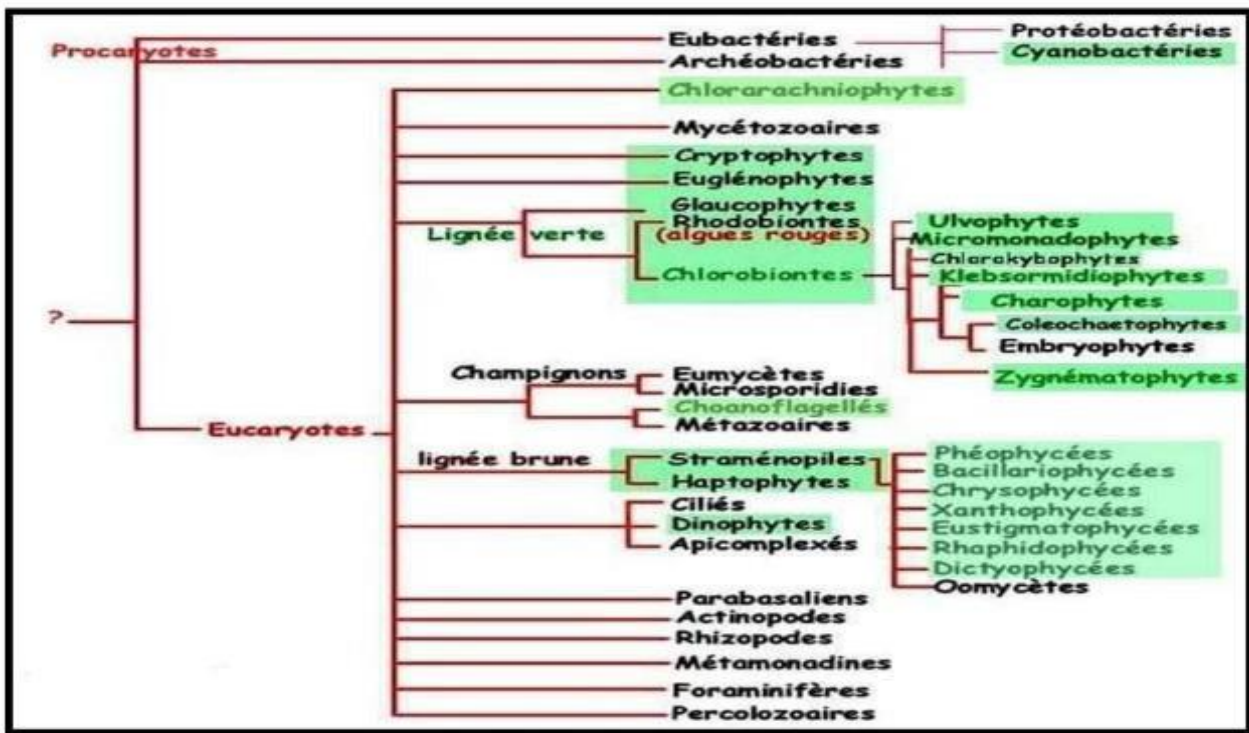 Procaryotes
Eubactéries
Protéobactéries
Cyanobactéries
Archéobactéries
Chlorarachniophytes
Mycétozoaires
Cryptophytes
Euglénophytes
Glaucophytes
Lignée verte
Rhodobiontes
(algues rouges)
Chlorobiontes
Ulvophytes
Micromonadophytes
Chlorokybophytes
Klebsormidiophytes
Charophytes
Coleochaetophytes
Embryophytes
Zygnématophytes
?
Eucaryotes
Champignons
Eumycètes
Microsporidies
Choanoflagellés
Métazoaires
lignée brune
Straménopiles
Haptophytes
Phéophycées
Bacillariophycées
Chrysophycées
Xanthophycées
Eustigmatophycées
Rhaphidophycées
Dictyophycées
Oomycètes
Ciliés
Dinophytes
Apicomplexés
Parabasaliens
Actinopodes
Rhizopodes
Métamonadines
Foraminifères
Percolozoaires